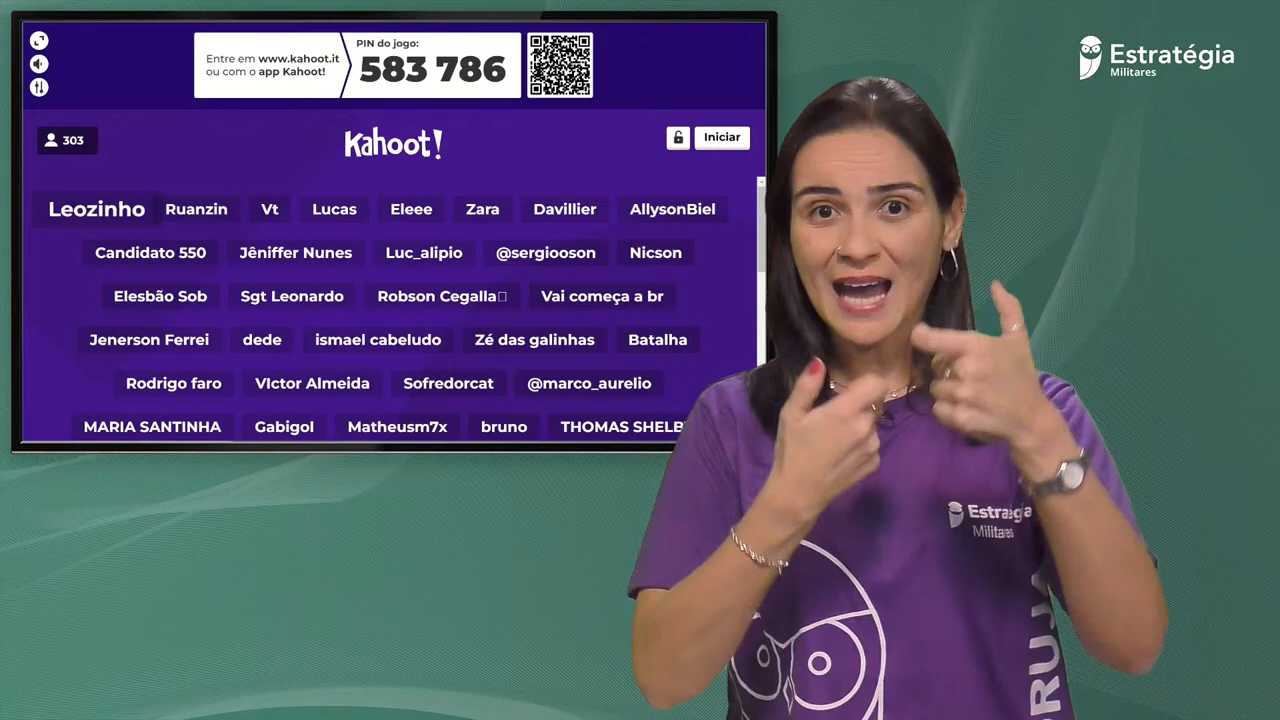 Entre em www.kahoot.it
ou com o app Kahoot!
PIN do jogo:
583 786
Estratégia
Militares
303
Kahoot!
Iniciar
Leozinho Ruanzin Vt Lucas Eleee Zara Davillier AllysonBiel
Candidato 550 Jêniffer Nunes Luc_alipio @sergiooson Nicson
Elesbão Sob Sgt Leonardo Robson Cegalla Vai começa a br
Jenerson Ferrei dede ismael cabeludo Zé das galinhas Batalha
Rodrigo faro VIctor Almeida Sofredorcat @marco_aurelio
MARIA SANTINHA Gabigol Matheusm7x bruno THOMAS SHELB
Estratégia
Militares
RUJA